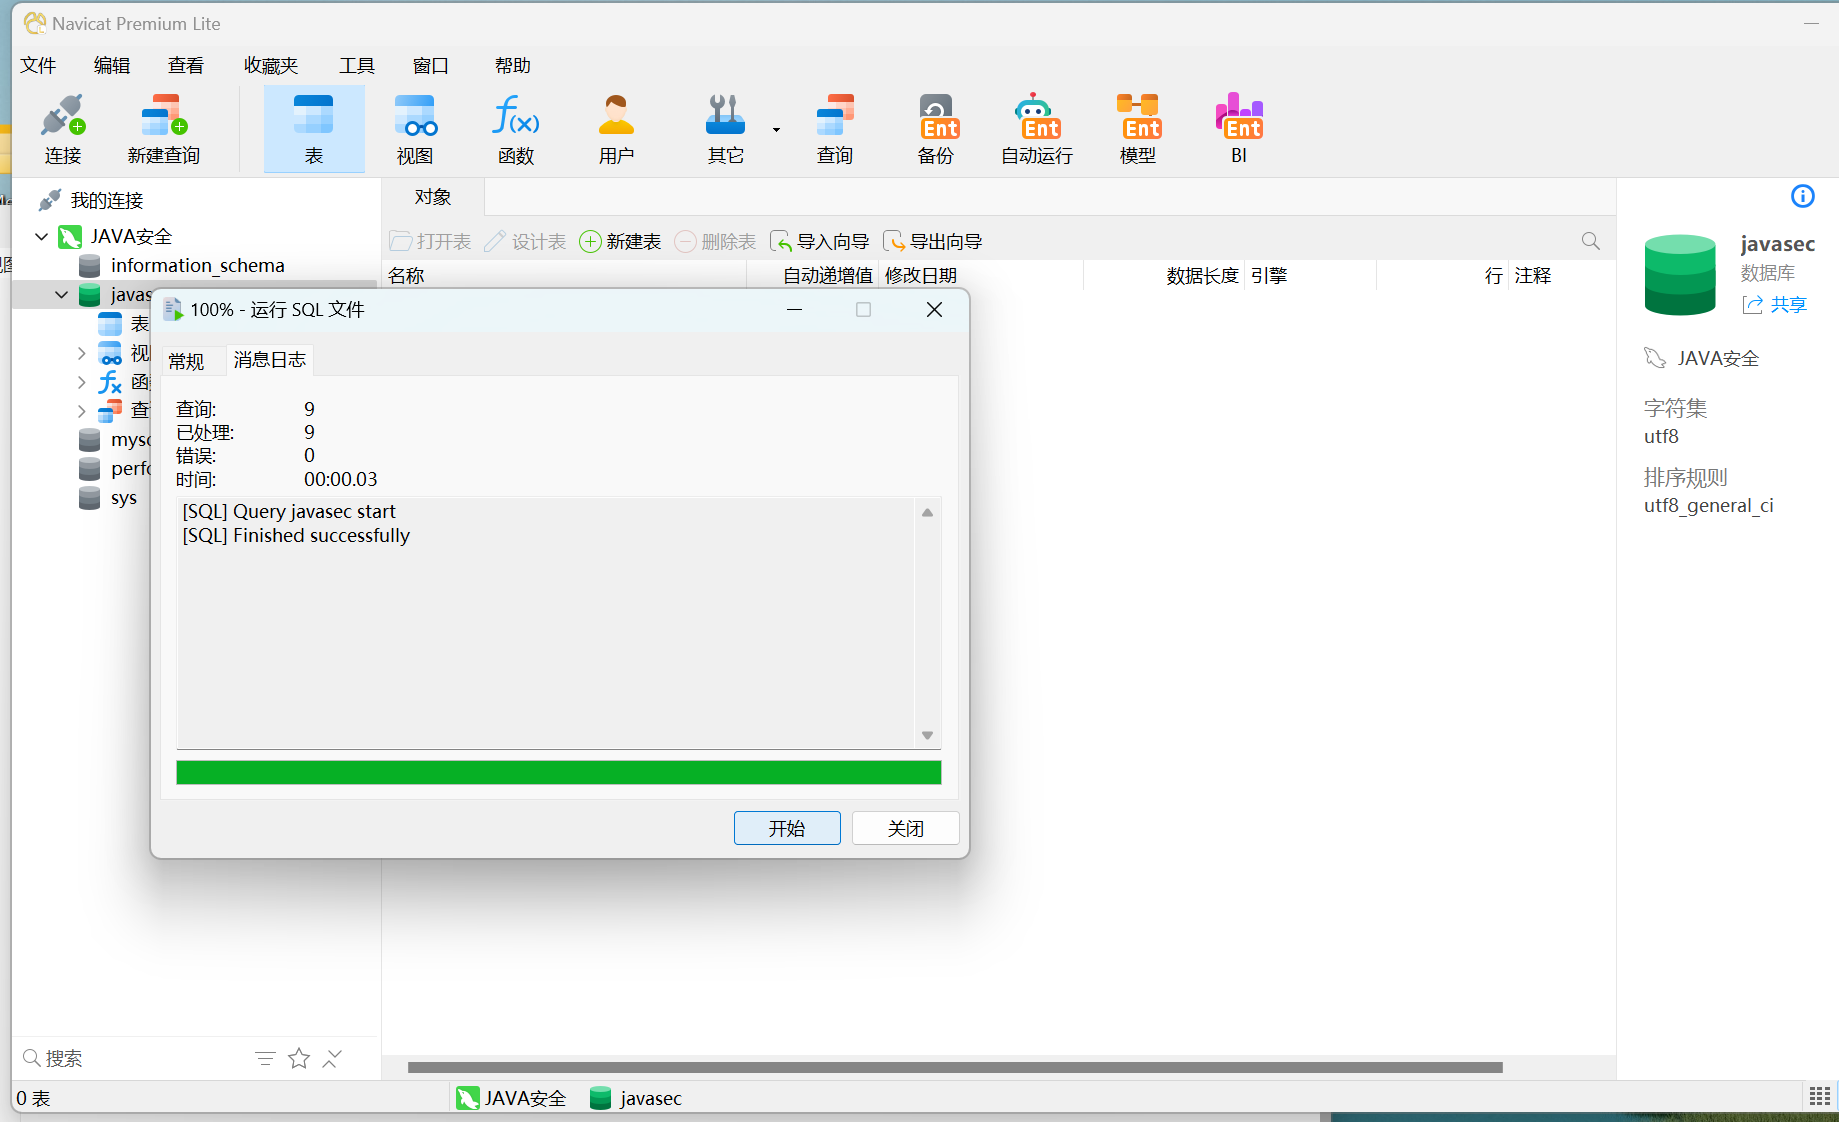 Navicat Premium Lite
文件 编辑 查看 收藏夹 工具 窗口 帮助
Ent Ent Ent Ent
连接 新建查询 表 视图 函数 用户 其它 查询 备份 自动运行 模型 BI
我的连接
JAVA安全
information_schema
javas
表
视
函
查
mysc
perfo
sys
对象
打开表 设计表 新建表 删除表 导入向导 导出向导
名称 自动递增值 修改日期 数据长度 引擎 行 注释
100% - 运行 SQL 文件
常规 消息日志
查询: 9
已处理: 9
错误: 0
时间: 00:00.03
[SQL] Query javasec start
[SQL] Finished successfully
开始 关闭
javasec
数据库
共享
JAVA安全
字符集
utf8
排序规则
utf8_general_ci
搜索
0 表 JAVA安全 javasec